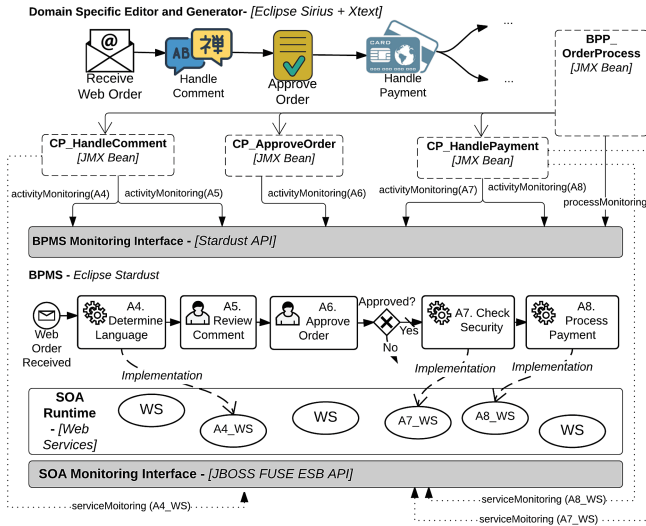 Domain Specific Editor and Generator- [Eclipse Sirius + Xtext]
@
AB
禅
CARD
Receive
Web Order
Handle
Comment
Approve
Order
Handle
Payment
...
...
BPP_
OrderProcess
[JMX Bean]
CP_HandleComment
[JMX Bean]
CP_ApproveOrder
[JMX Bean]
CP_HandlePayment
[JMX Bean]
activityMonitoring(A4)
activityMonitoring(A5)
activityMonitoring(A6)
activityMonitoring(A7)
activityMonitoring(A8)
processMonitoring
BPMS Monitoring Interface - [Stardust API]
BPMS - Eclipse Stardust
Web
Order
Received
A4.
Determine
Language
A5.
Review
Comment
A6.
Approve
Order
Approved?
Yes
No
A7. Check
Security
A8.
Process
Payment
Implementation
Implementation
Implementation
SOA
Runtime
- [Web
Services]
WS
A4_WS
WS
A7_WS
A8_WS
WS
SOA Monitoring Interface - [JBOSS FUSE ESB API]
serviceMoitoring (A4_WS)
serviceMonitoring (A8_WS)
serviceMonitoring (A7_WS)